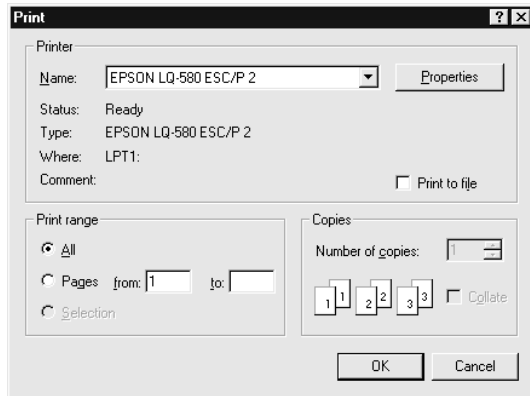 Print
Printer
Name: EPSON LQ-580 ESC/P 2 Properties
Status: Ready
Type: EPSON LQ-580 ESC/P 2
Where: LPT1:
Comment: Print to file
Print range
All
Pages from: 1 to:
Selection
Copies
Number of copies: 1
1 1 2 2 3 3 Collate
OK Cancel